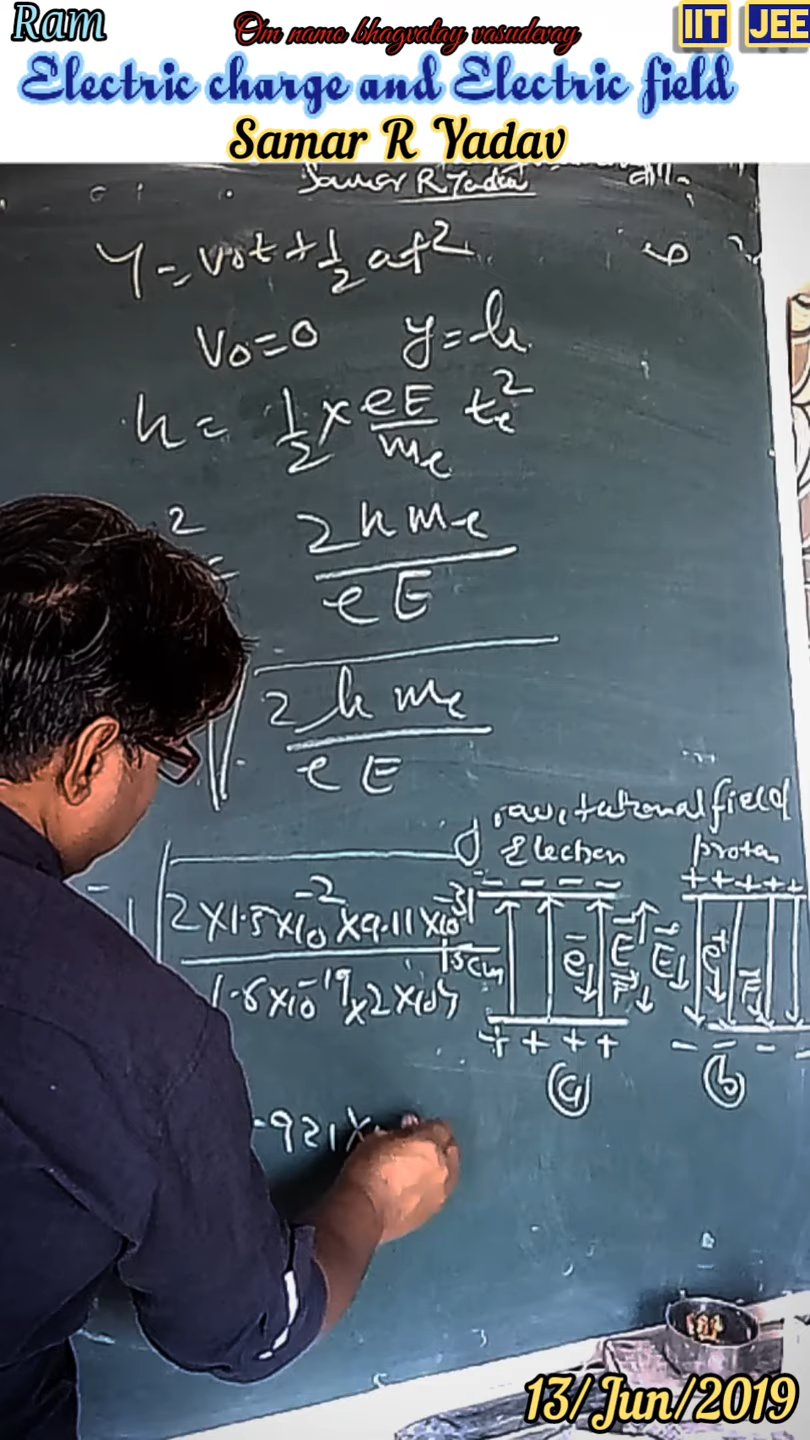 Ram
Om namo bhagvatay vasudevay
IIT JEE
Electric charge and Electric field
Samar R Yadav
Samar R Yadav
Y = v0t + 1/2 at²
V0 = 0 y = h
h = 1/2 × eE/me te²
2 = 2hme/eE
√(2hme/eE)
√(2×1.5×10⁻²×9.11×10⁻³¹ / 1.6×10⁻¹⁹×2×10⁴)
921×
field
Electron proton
− − − − +++++
1.5cm e↓ E↑ F↓ E↓ e+↓ F↓
+ + + + − − − −
(a) (b)
13/Jun/2019